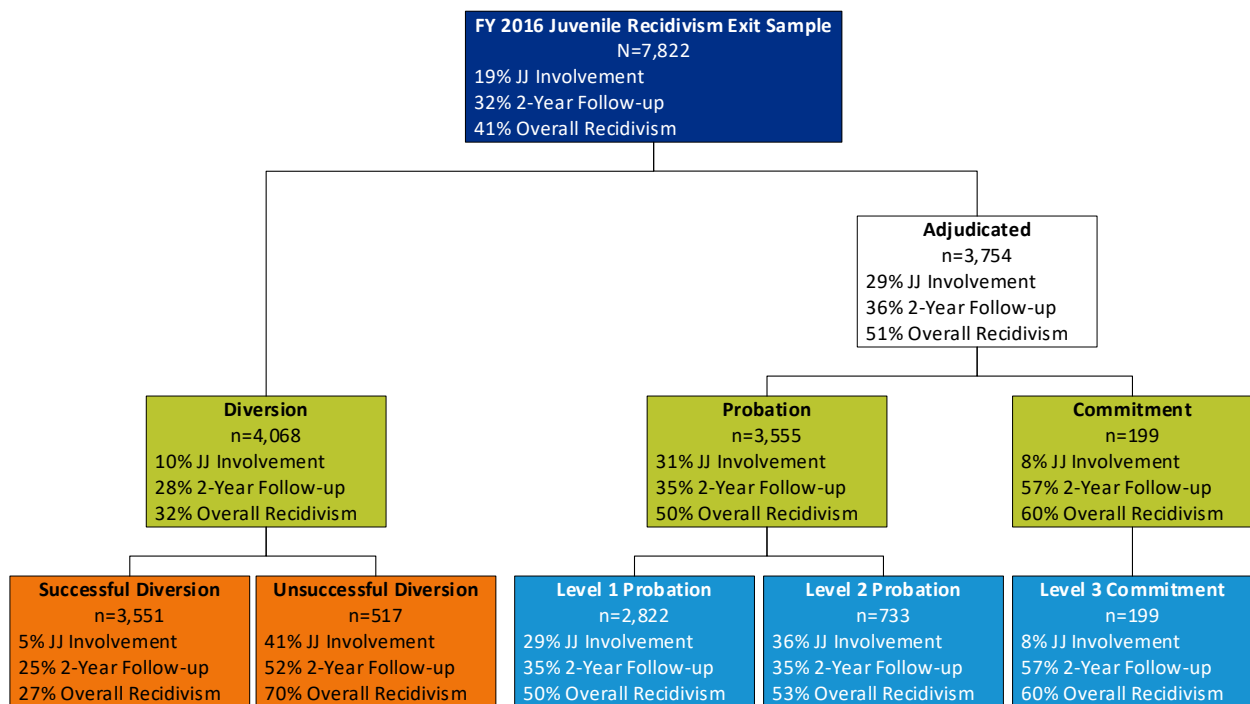 FY 2016 Juvenile Recidivism Exit Sample
N=7,822
19% JJ Involvement
32% 2-Year Follow-up
41% Overall Recidivism
Adjudicated
n=3,754
29% JJ Involvement
36% 2-Year Follow-up
51% Overall Recidivism
Diversion
n=4,068
10% JJ Involvement
28% 2-Year Follow-up
32% Overall Recidivism
Probation
n=3,555
31% JJ Involvement
35% 2-Year Follow-up
50% Overall Recidivism
Commitment
n=199
8% JJ Involvement
57% 2-Year Follow-up
60% Overall Recidivism
Successful Diversion
n=3,551
5% JJ Involvement
25% 2-Year Follow-up
27% Overall Recidivism
Unsuccessful Diversion
n=517
41% JJ Involvement
52% 2-Year Follow-up
70% Overall Recidivism
Level 1 Probation
n=2,822
29% JJ Involvement
35% 2-Year Follow-up
50% Overall Recidivism
Level 2 Probation
n=733
36% JJ Involvement
35% 2-Year Follow-up
53% Overall Recidivism
Level 3 Commitment
n=199
8% JJ Involvement
57% 2-Year Follow-up
60% Overall Recidivism